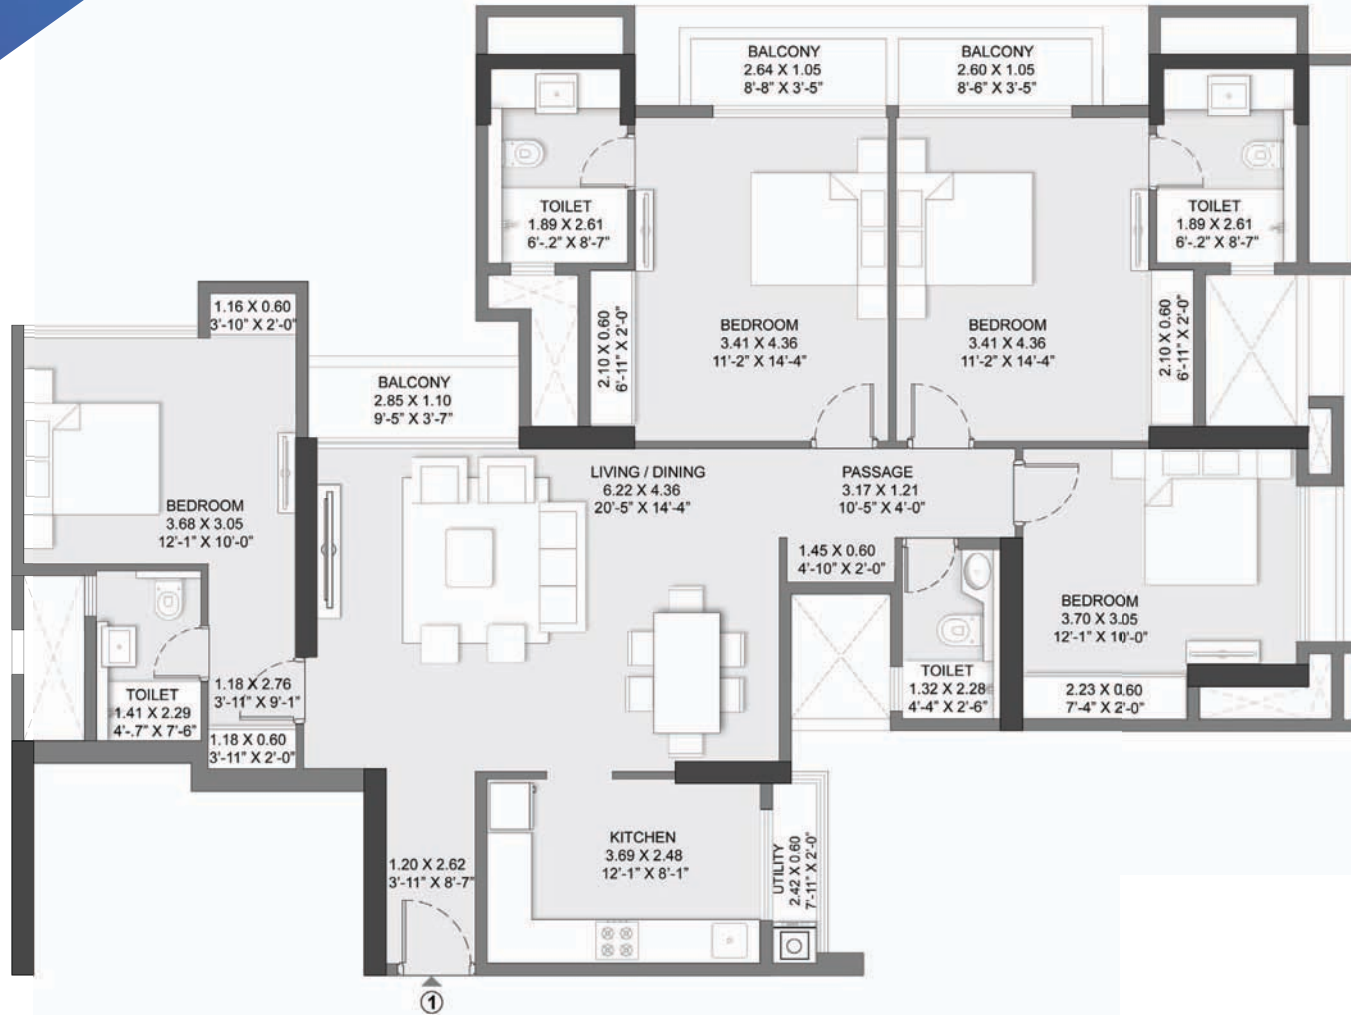 BALCONY
2.64 X 1.05
8'-8" X 3'-5"
BALCONY
2.60 X 1.05
8'-6" X 3'-5"
TOILET
1.89 X 2.61
6'-.2" X 8'-7"
TOILET
1.89 X 2.61
6'-.2" X 8'-7"
1.16 X 0.60
3'-10" X 2'-0"
BEDROOM
3.41 X 4.36
11'-2" X 14'-4"
BEDROOM
3.41 X 4.36
11'-2" X 14'-4"
2.10 X 0.60
6'-11" X 2'-0"
2.10 X 0.60
6'-11" X 2'-0"
BALCONY
2.85 X 1.10
9'-5" X 3'-7"
LIVING / DINING
6.22 X 4.36
20'-5" X 14'-4"
PASSAGE
3.17 X 1.21
10'-5" X 4'-0"
BEDROOM
3.68 X 3.05
12'-1" X 10'-0"
1.45 X 0.60
4'-10" X 2'-0"
BEDROOM
3.70 X 3.05
12'-1" X 10'-0"
TOILET
1.41 X 2.29
4'-.7" X 7'-6"
1.18 X 2.76
3'-11" X 9'-1"
TOILET
1.32 X 2.28
4'-4" X 2'-6"
2.23 X 0.60
7'-4" X 2'-0"
1.18 X 0.60
3'-11" X 2'-0"
KITCHEN
3.69 X 2.48
12'-1" X 8'-1"
UTILITY
2.42 X 0.60
7'-11" X 2'-0"
1.20 X 2.62
3'-11" X 8'-7"
1